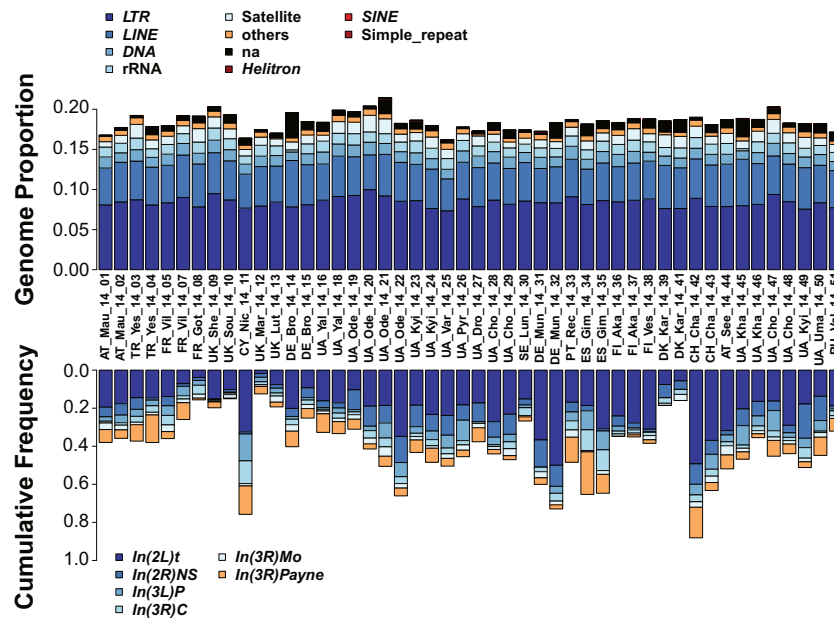 LTR
LINE
DNA
rRNA
Satellite
others
na
Helitron
SINE
Simple_repeat
Genome Proportion
0.20
0.15
0.10
0.05
0.00
AT_Mau_14_01
AT_Mau_14_02
TR_Yes_14_03
TR_Yes_14_04
FR_Vil_14_05
FR_Vil_14_07
FR_Got_14_08
UK_She_14_09
UK_Sou_14_10
CY_Nic_14_11
UK_Mar_14_12
UK_Lut_14_13
DE_Bro_14_14
DE_Bro_14_15
UA_Yal_14_16
UA_Yal_14_18
UA_Ode_14_19
UA_Ode_14_20
UA_Ode_14_21
UA_Ode_14_22
UA_Kyi_14_23
UA_Kyi_14_24
UA_Var_14_25
UA_Pyr_14_26
UA_Dro_14_27
UA_Cho_14_28
UA_Cho_14_29
SE_Lun_14_30
DE_Mun_14_31
DE_Mun_14_32
PT_Rec_14_33
ES_Gim_14_34
ES_Gim_14_35
FI_Aka_14_36
FI_Aka_14_37
FI_Ves_14_38
DK_Kar_14_39
DK_Kar_14_41
CH_Cha_14_42
CH_Cha_14_43
AT_See_14_44
UA_Kha_14_45
UA_Kha_14_46
UA_Cho_14_47
UA_Cho_14_48
UA_Kyi_14_49
UA_Uma_14_50
Cumulative Frequency
0.0
0.2
0.4
0.6
0.8
1.0
In(2L)t
In(2R)NS
In(3L)P
In(3R)C
In(3R)Mo
In(3R)Payne